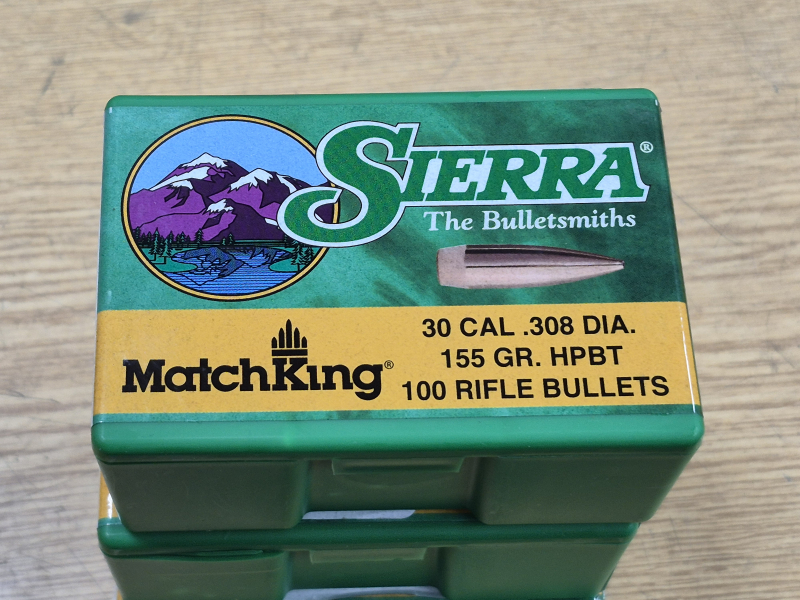 SIERRA®
The Bulletsmiths
MatchKing®
30 CAL .308 DIA.
155 GR. HPBT
100 RIFLE BULLETS